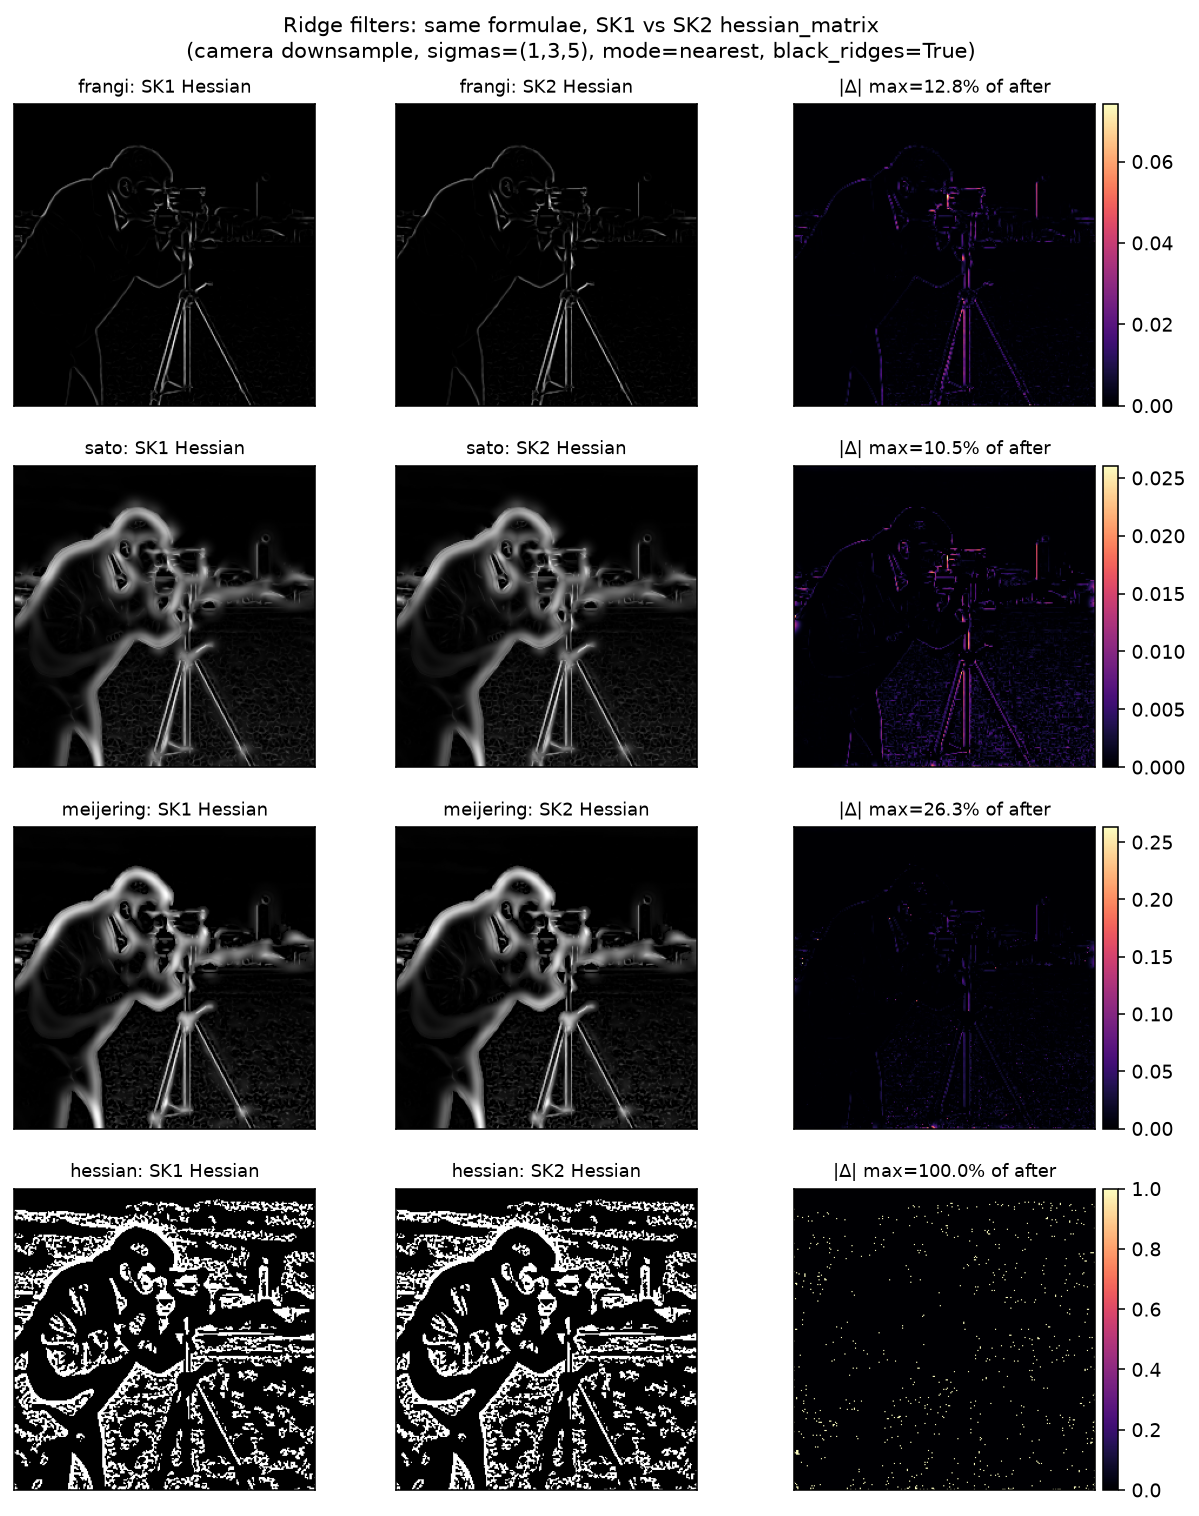 Ridge filters: same formulae, SK1 vs SK2 hessian_matrix
(camera downsample, sigmas=(1,3,5), mode=nearest, black_ridges=True)
frangi: SK1 Hessian
frangi: SK2 Hessian
|Δ| max=12.8% of after
0.06
0.04
0.02
0.00
sato: SK1 Hessian
sato: SK2 Hessian
|Δ| max=10.5% of after
0.025
0.020
0.015
0.010
0.005
0.000
meijering: SK1 Hessian
meijering: SK2 Hessian
|Δ| max=26.3% of after
0.25
0.20
0.15
0.10
0.05
0.00
hessian: SK1 Hessian
hessian: SK2 Hessian
|Δ| max=100.0% of after
1.0
0.8
0.6
0.4
0.2
0.0